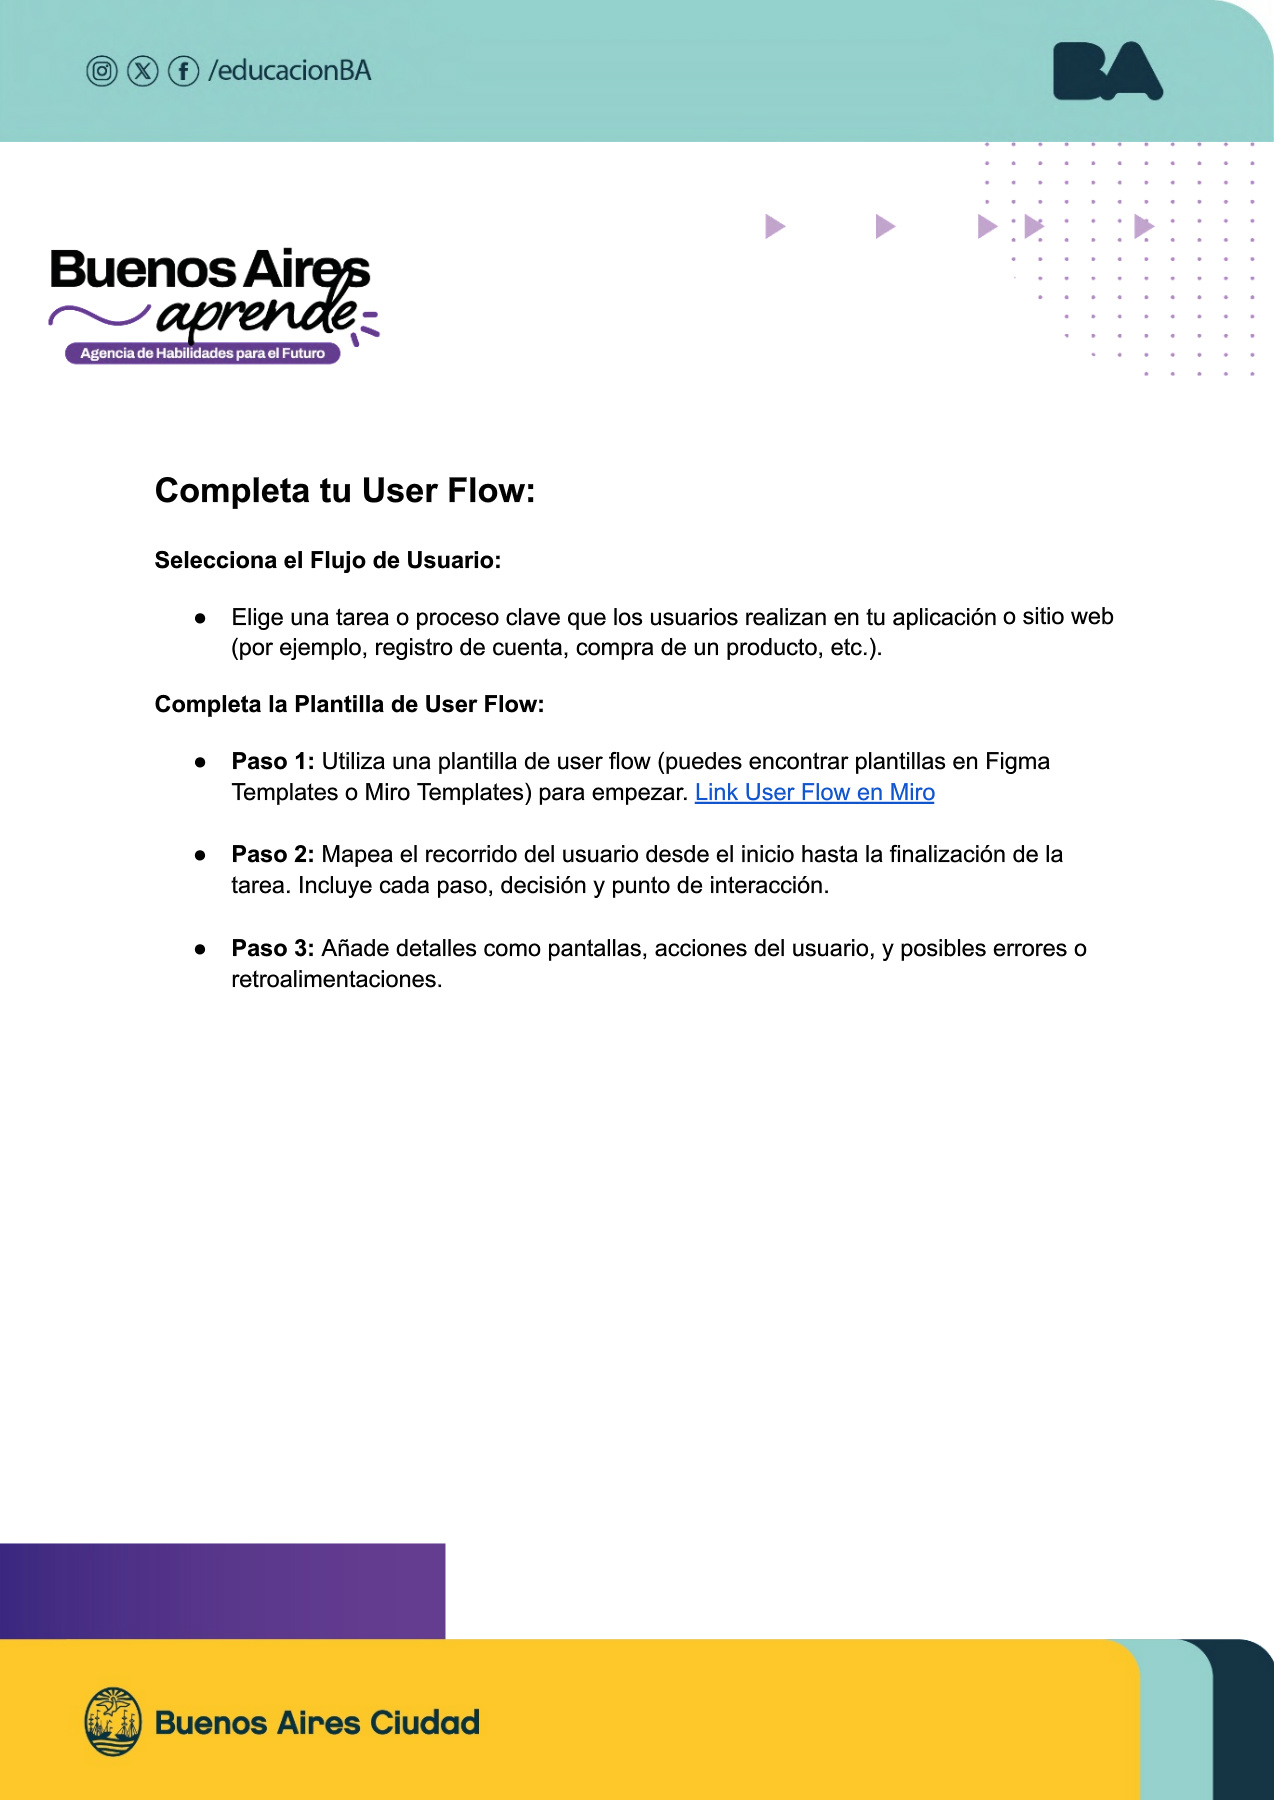 /educacionBA
BA
Buenos Aires
aprende
Agencia de Habilidades para el Futuro
Completa tu User Flow:
Selecciona el Flujo de Usuario:
● Elige una tarea o proceso clave que los usuarios realizan en tu aplicación o sitio web
(por ejemplo, registro de cuenta, compra de un producto, etc.).
Completa la Plantilla de User Flow:
● Paso 1: Utiliza una plantilla de user flow (puedes encontrar plantillas en Figma
Templates o Miro Templates) para empezar. Link User Flow en Miro
● Paso 2: Mapea el recorrido del usuario desde el inicio hasta la finalización de la
tarea. Incluye cada paso, decisión y punto de interacción.
● Paso 3: Añade detalles como pantallas, acciones del usuario, y posibles errores o
retroalimentaciones.
Buenos Aires Ciudad